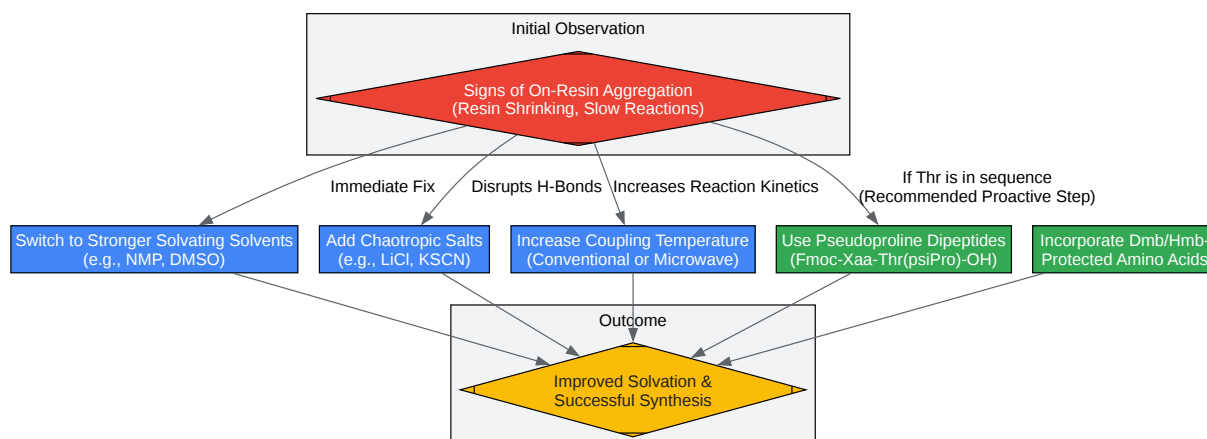 Initial Observation
Signs of On-Resin Aggregation
(Resin Shrinking, Slow Reactions)
Immediate Fix
Disrupts H-Bonds
Increases Reaction Kinetics
If Thr is in sequence
(Recommended Proactive Step)
Switch to Stronger Solvating Solvents
(e.g., NMP, DMSO)
Add Chaotropic Salts
(e.g., LiCl, KSCN)
Increase Coupling Temperature
(Conventional or Microwave)
Use Pseudoproline Dipeptides
(Fmoc-Xaa-Thr(psiPro)-OH)
Incorporate Dmb/Hmb-
Protected Amino Acids
Outcome
Improved Solvation &
Successful Synthesis